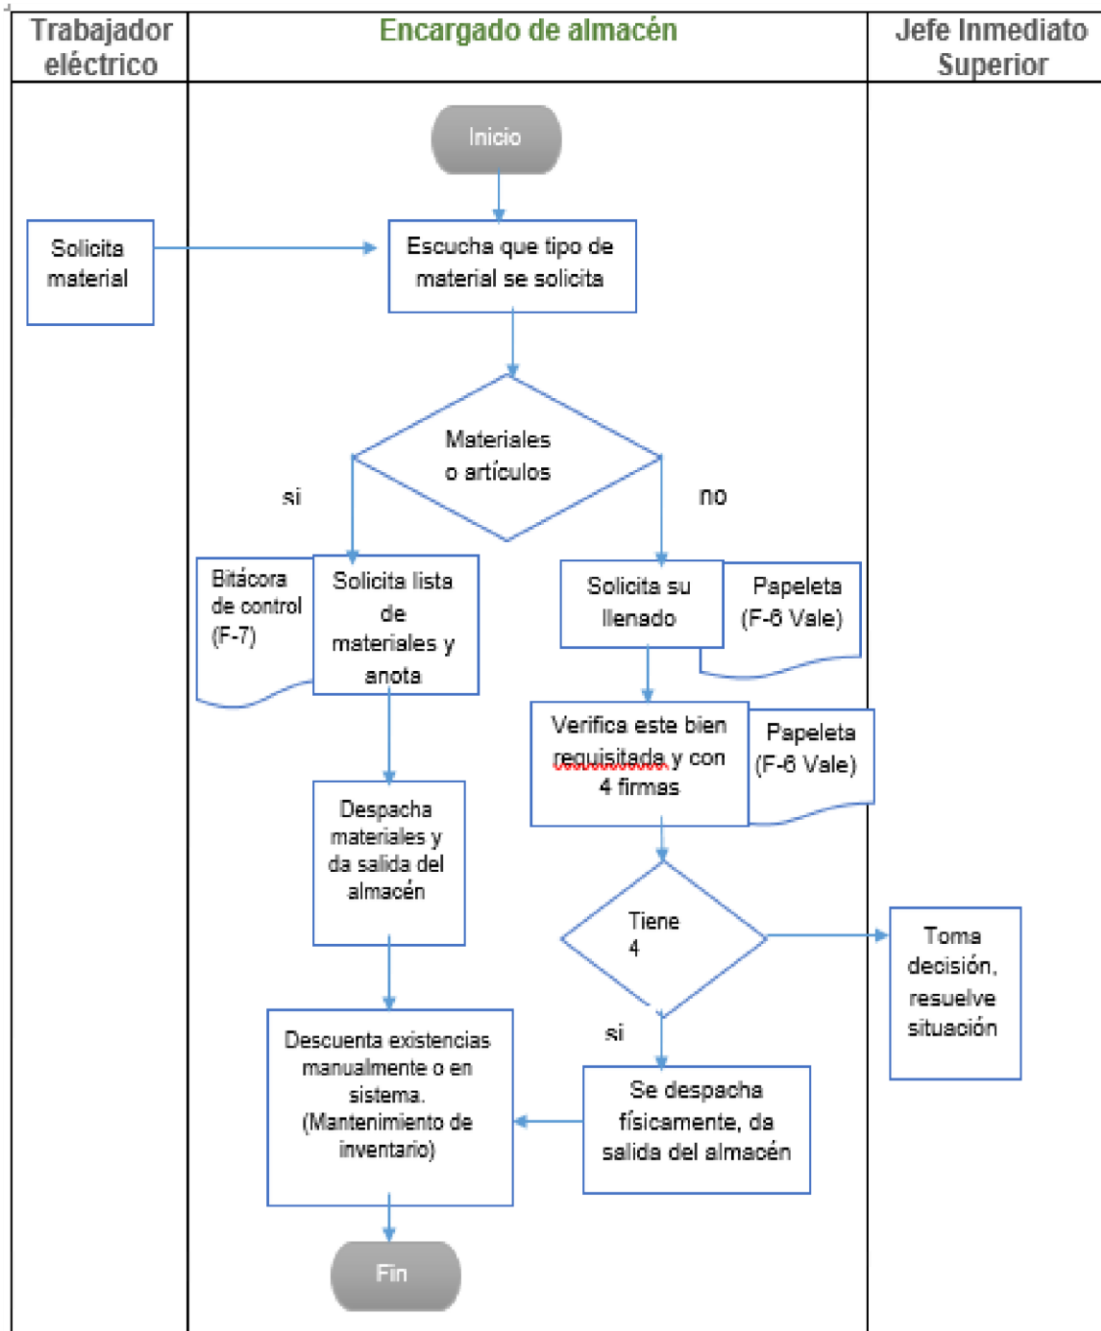 Trabajador
eléctrico
Encargado de almacén
Jefe Inmediato
Superior
Inicio
Solicita
material
Escucha que tipo de
material se solicita
Materiales
o artículos
si
no
Bitácora
de control
(F-7)
Solicita lista
de
materiales y
anota
Solicita su
llenado
Papeleta
(F-6 Vale)
Verifica este bien
requisitada y con
4 firmas
Papeleta
(F-6 Vale)
Despacha
materiales y
da salida del
almacén
Tiene
4
Toma
decisión,
resuelve
situación
si
Descuenta existencias
manualmente o en
sistema.
(Mantenimiento de
inventario)
Se despacha
físicamente, da
salida del almacén
Fin